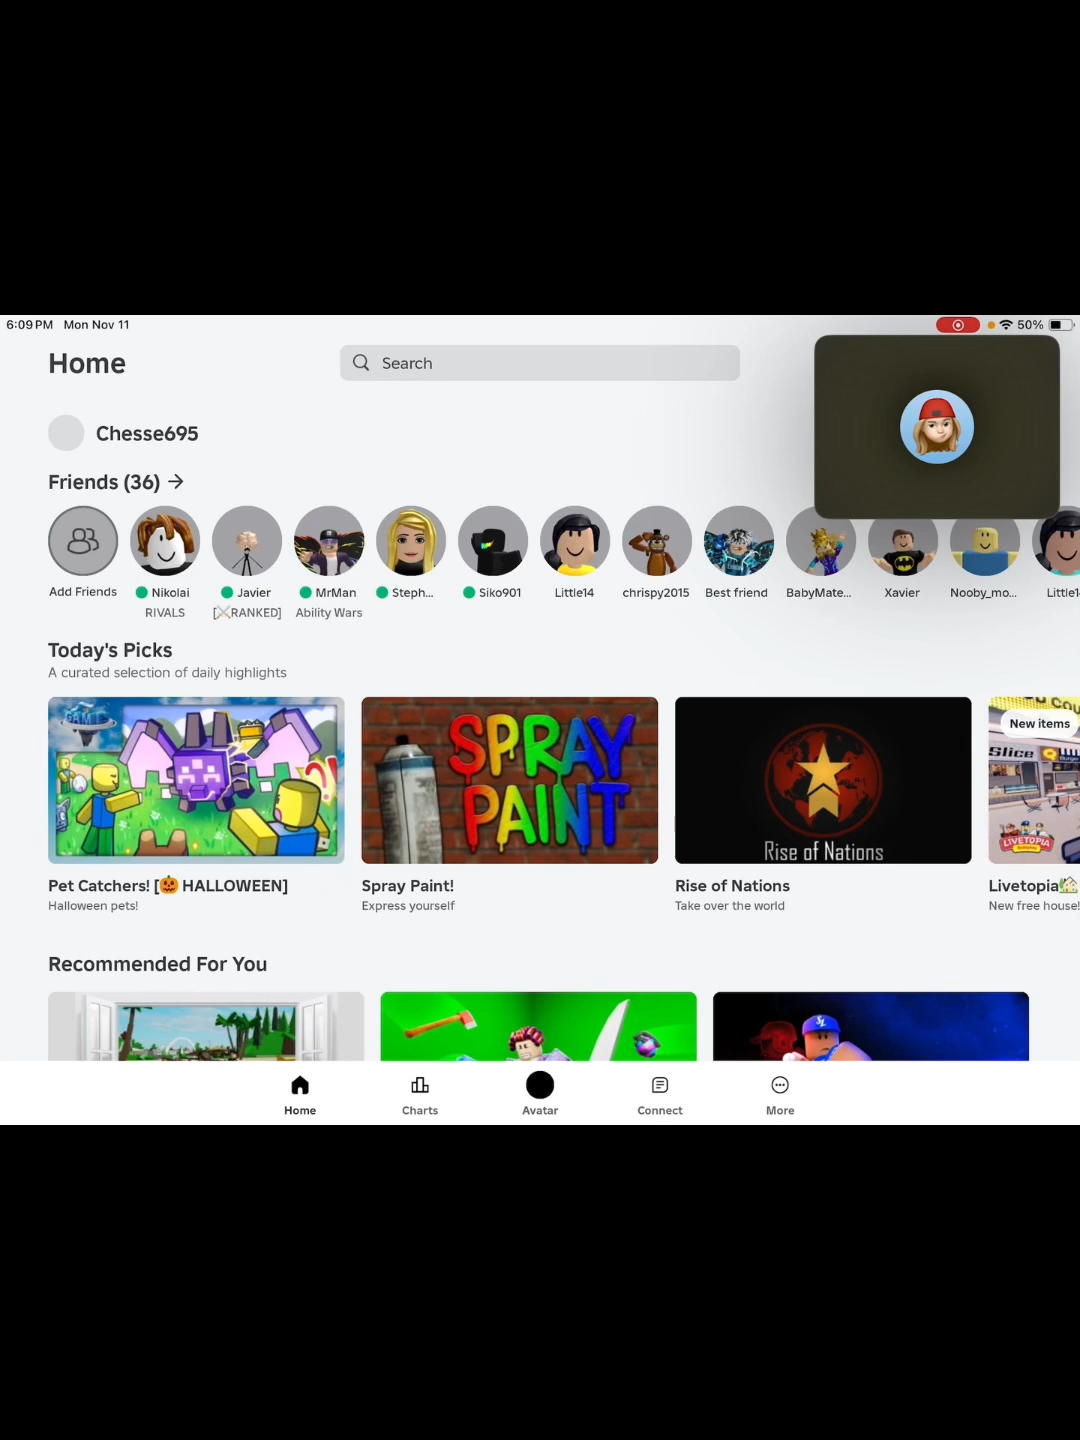 6:09 PM Mon Nov 11
50%
Home
Search
Chesse695
Friends (36) →
Add Friends
Nikolai
RIVALS
Javier
[⚔RANKED]
MrMan
Ability Wars
Steph...
Siko901
Little14
chrispy2015
Best friend
BabyMate...
Xavier
Nooby_mo...
Little1
Today's Picks
A curated selection of daily highlights
SPRAY
PAINT
Rise of Nations
New items
Slice
LIVETOPIA
Pet Catchers! [🎃 HALLOWEEN]
Halloween pets!
Spray Paint!
Express yourself
Rise of Nations
Take over the world
Livetopia🏡
New free house!
Recommended For You
SL
Home
Charts
Avatar
Connect
More